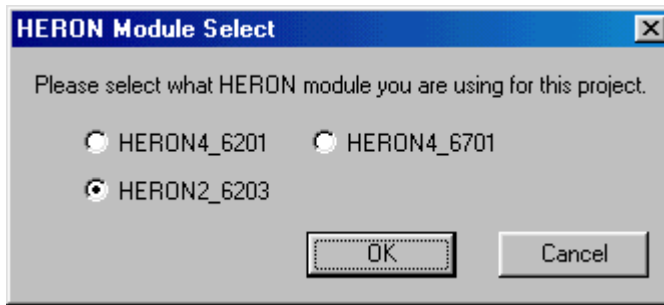 HERON Module Select
Please select what HERON module you are using for this project.
HERON4_6201 HERON4_6701
HERON2_6203
OK Cancel